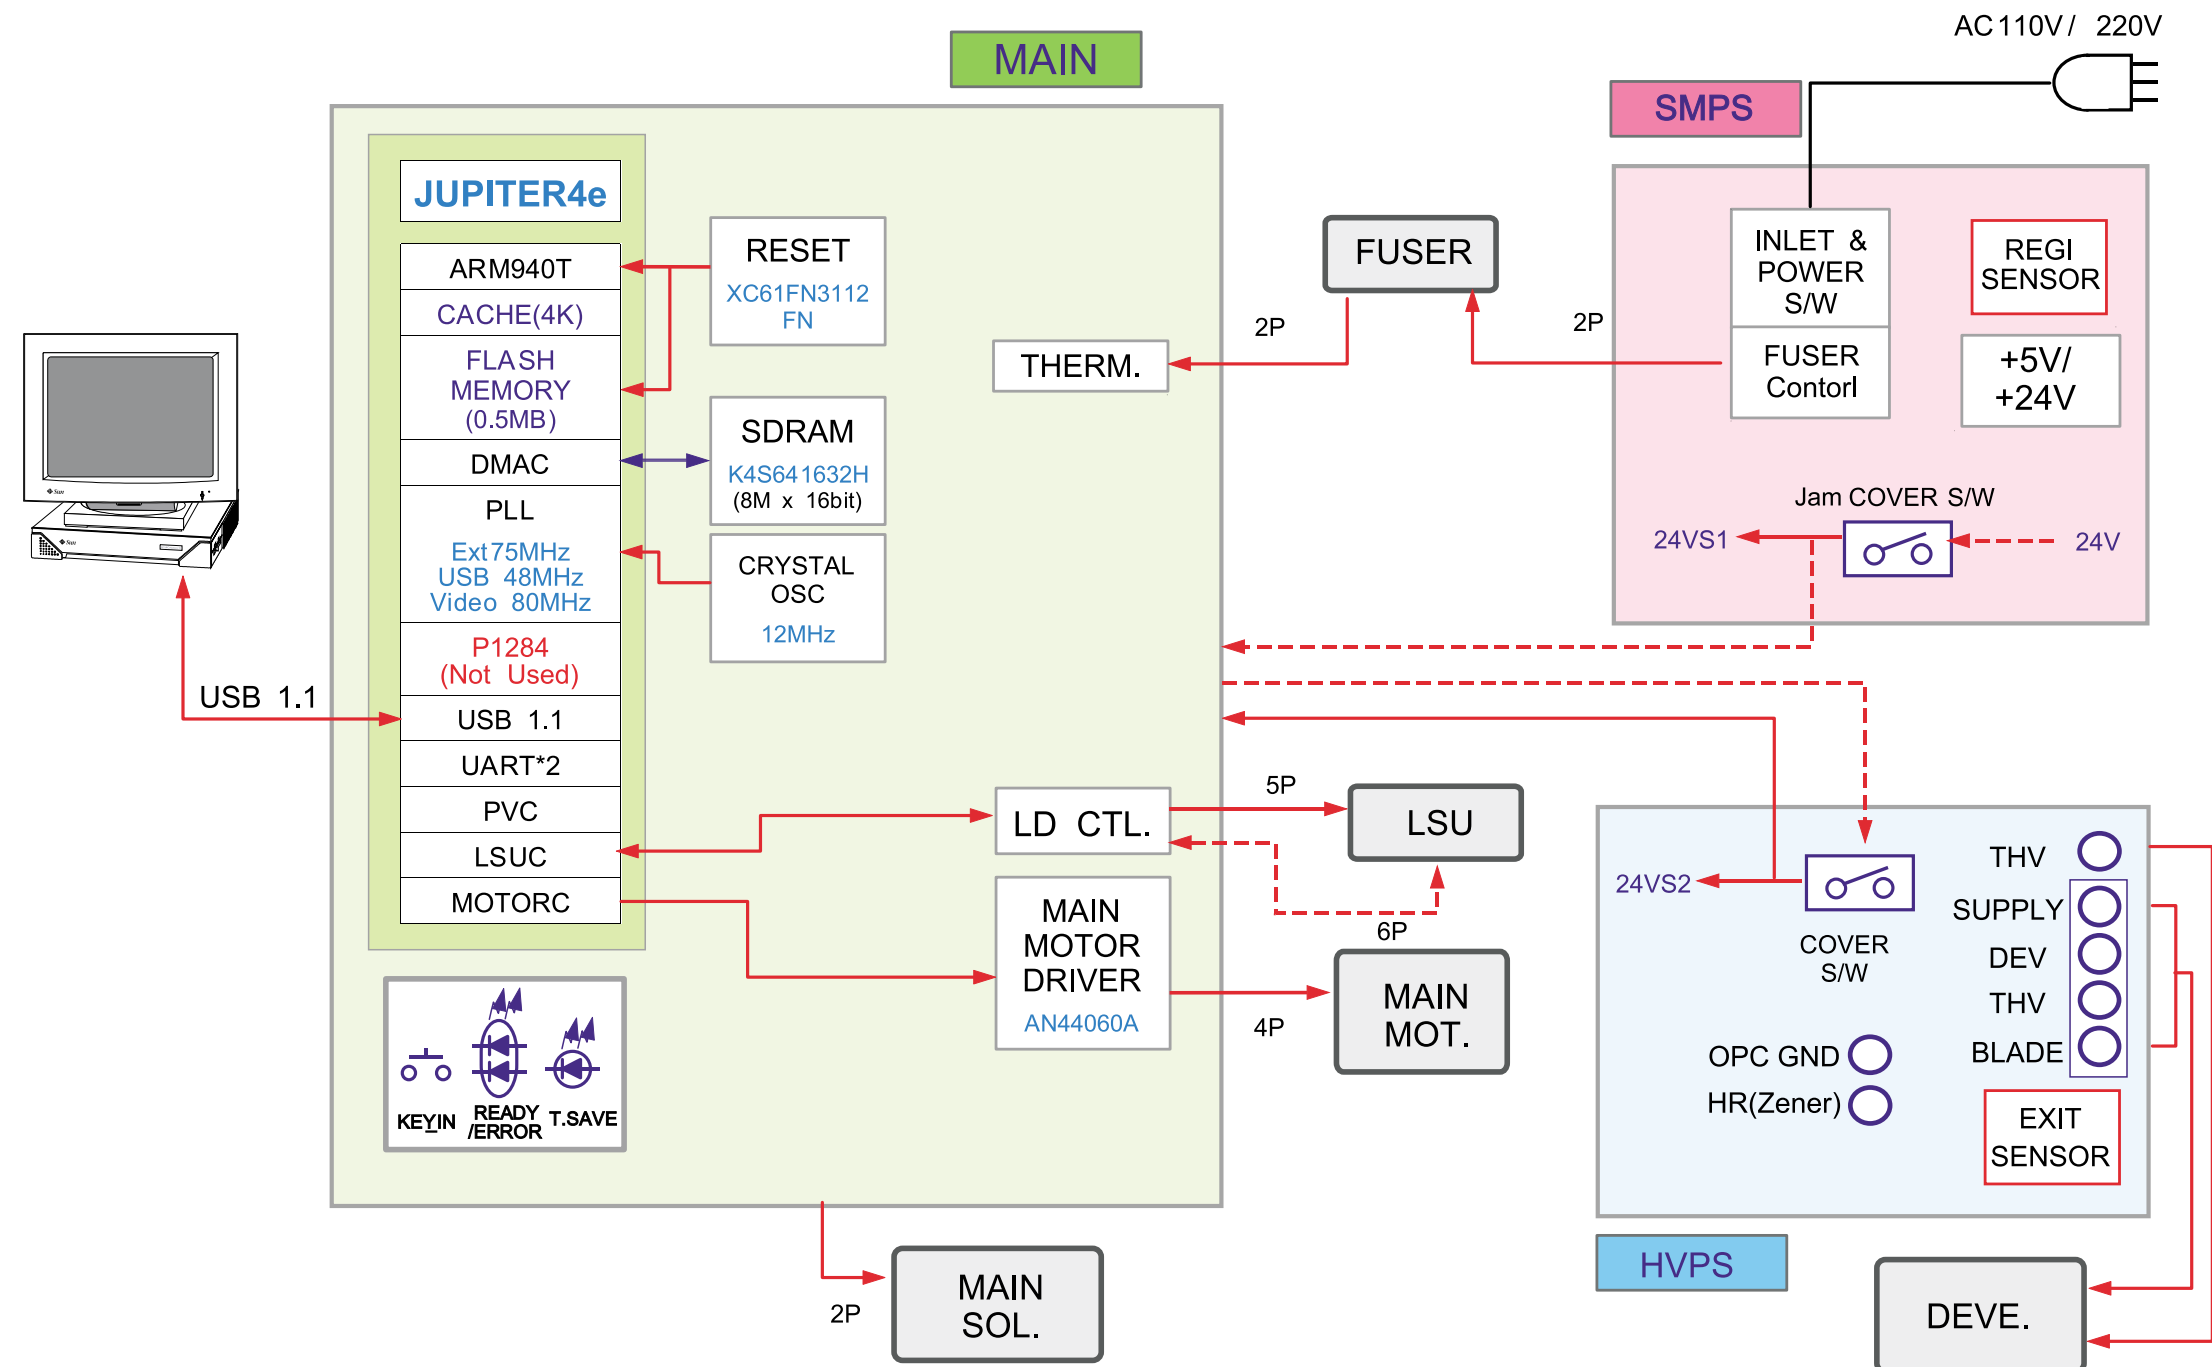 AC110V/ 220V
MAIN
SMPS
JUPITER4e
ARM940T
CACHE(4K)
FLASH
MEMORY
(0.5MB)
DMAC
PLL
Ext75MHz
USB 48MHz
Video 80MHz
P1284
(Not Used)
USB 1.1
UART*2
PVC
LSUC
MOTORC
RESET
XC61FN3112
FN
SDRAM
K4S641632H
(8M x 16bit)
CRYSTAL
OSC
12MHz
THERM.
2P
FUSER
2P
INLET &
POWER
S/W
FUSER
Contorl
REGI
SENSOR
+5V/
+24V
Jam COVER S/W
24VS1
24V
Sun
Sun
USB 1.1
LD CTL.
5P
LSU
6P
MAIN
MOTOR
DRIVER
AN44060A
4P
MAIN
MOT.
KEYIN
READY
/ERROR
T.SAVE
2P
MAIN
SOL.
24VS2
COVER
S/W
THV
SUPPLY
DEV
THV
BLADE
OPC GND
HR(Zener)
EXIT
SENSOR
HVPS
DEVE.